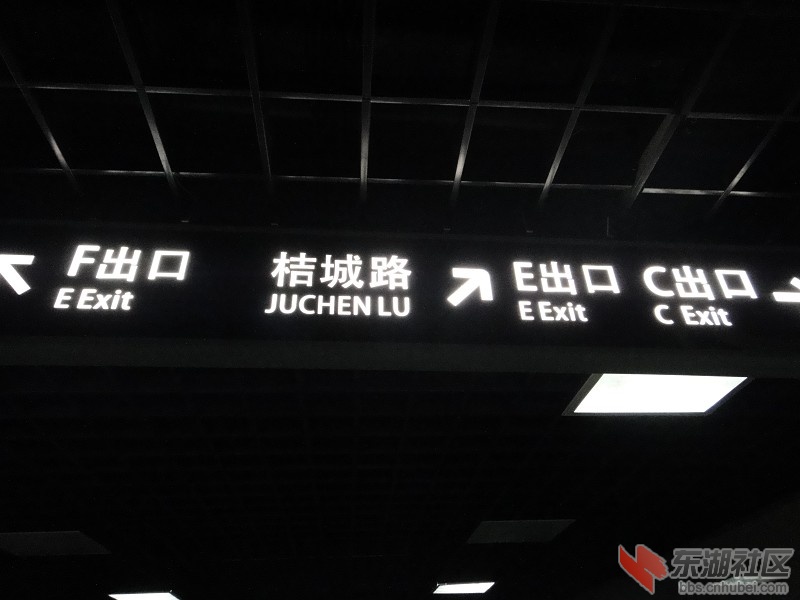 F出口
E Exit
桔城路
JUCHEN LU
E出口
E Exit
C出口
C Exit
东湖社区
bbs.cnhubei.com